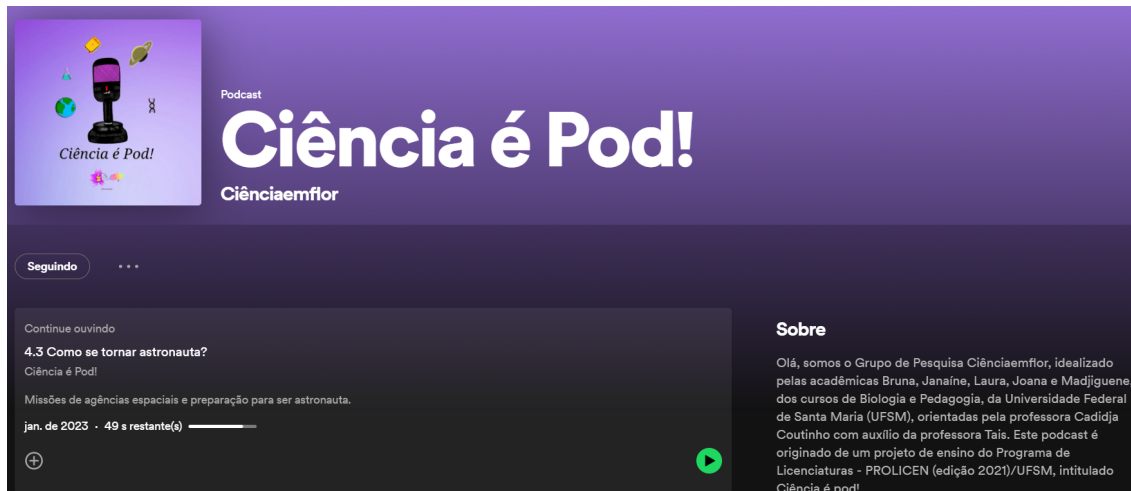 Ciência é Pod!
Podcast
Ciência é Pod!
Ciênciaemflor
Seguindo
Continue ouvindo
4.3 Como se tornar astronauta?
Ciência é Pod!
Missões de agências espaciais e preparação para ser astronauta.
jan. de 2023 · 49 s restante(s)
Sobre
Olá, somos o Grupo de Pesquisa Ciênciaemflor, idealizado
pelas acadêmicas Bruna, Janaíne, Laura, Joana e Madjiguene,
dos cursos de Biologia e Pedagogia, da Universidade Federal
de Santa Maria (UFSM), orientadas pela professora Cadidja
Coutinho com auxílio da professora Tais. Este podcast é
originado de um projeto de ensino do Programa de
Licenciaturas - PROLICEN (edição 2021)/UFSM, intitulado
Ciência é pod!